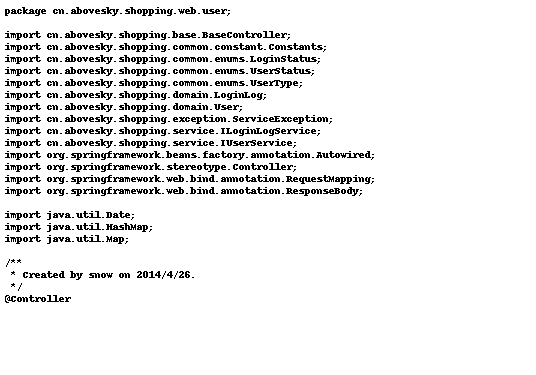 package cn.abovesky.shopping.web.user;

import cn.abovesky.shopping.base.BaseController;
import cn.abovesky.shopping.common.constant.Constants;
import cn.abovesky.shopping.common.enums.LoginStatus;
import cn.abovesky.shopping.common.enums.UserStatus;
import cn.abovesky.shopping.common.enums.UserType;
import cn.abovesky.shopping.domain.LoginLog;
import cn.abovesky.shopping.domain.User;
import cn.abovesky.shopping.exception.ServiceException;
import cn.abovesky.shopping.service.ILoginLogService;
import cn.abovesky.shopping.service.IUserService;
import org.springframework.beans.factory.annotation.Autowired;
import org.springframework.stereotype.Controller;
import org.springframework.web.bind.annotation.RequestMapping;
import org.springframework.web.bind.annotation.ResponseBody;

import java.util.Date;
import java.util.HashMap;
import java.util.Map;

/**
 * Created by snow on 2014/4/26.
 */
@Controller